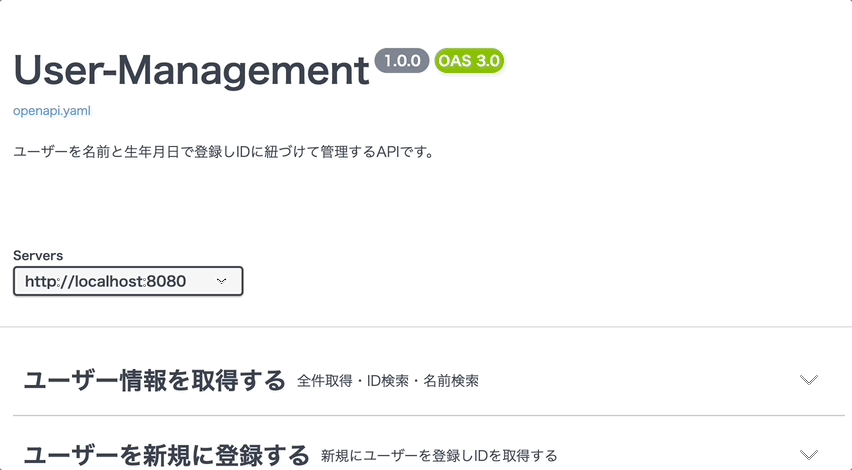 User-Management 1.0.0 OAS 3.0
openapi.yaml
ユーザーを名前と生年月日で登録しIDに紐づけて管理するAPIです。
Servers
http://localhost:8080
ユーザー情報を取得する 全件取得・ID検索・名前検索
ユーザーを新規に登録する 新規にユーザーを登録しIDを取得する